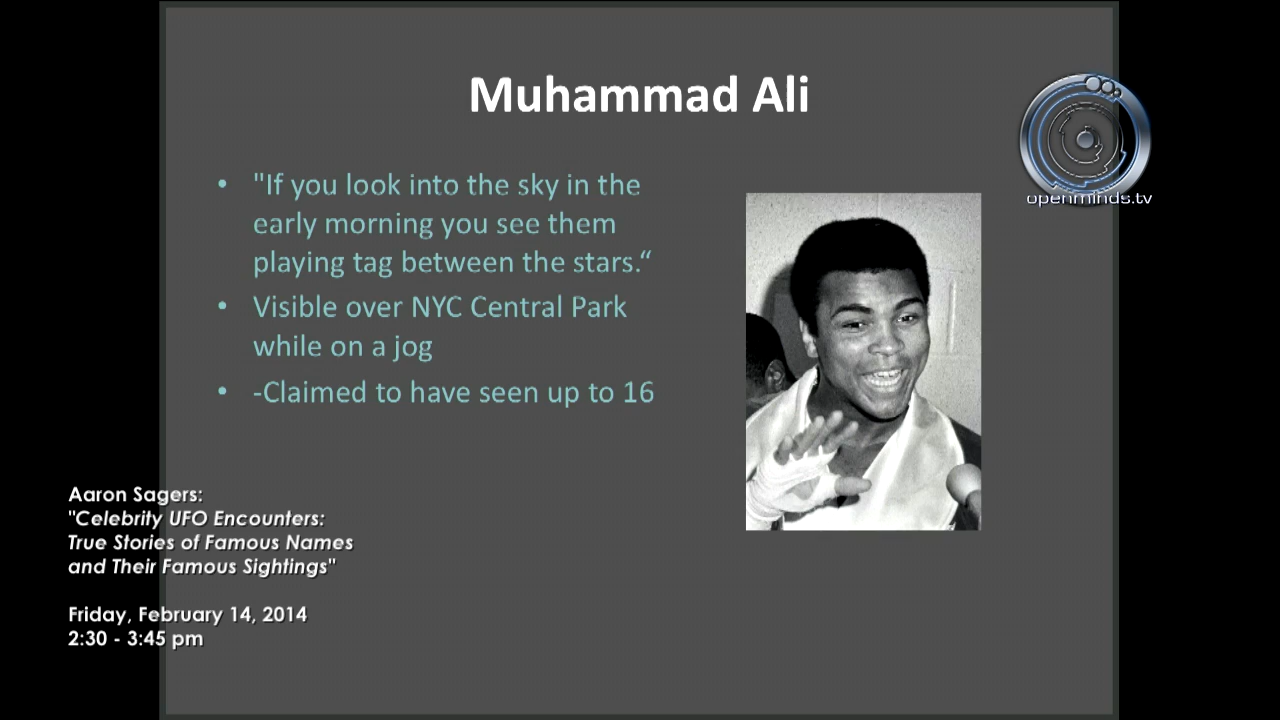 Muhammad Ali
openminds.tv
• "If you look into the sky in the
early morning you see them
playing tag between the stars.“
• Visible over NYC Central Park
while on a jog
• -Claimed to have seen up to 16
Aaron Sagers:
"Celebrity UFO Encounters:
True Stories of Famous Names
and Their Famous Sightings"
Friday, February 14, 2014
2:30 - 3:45 pm